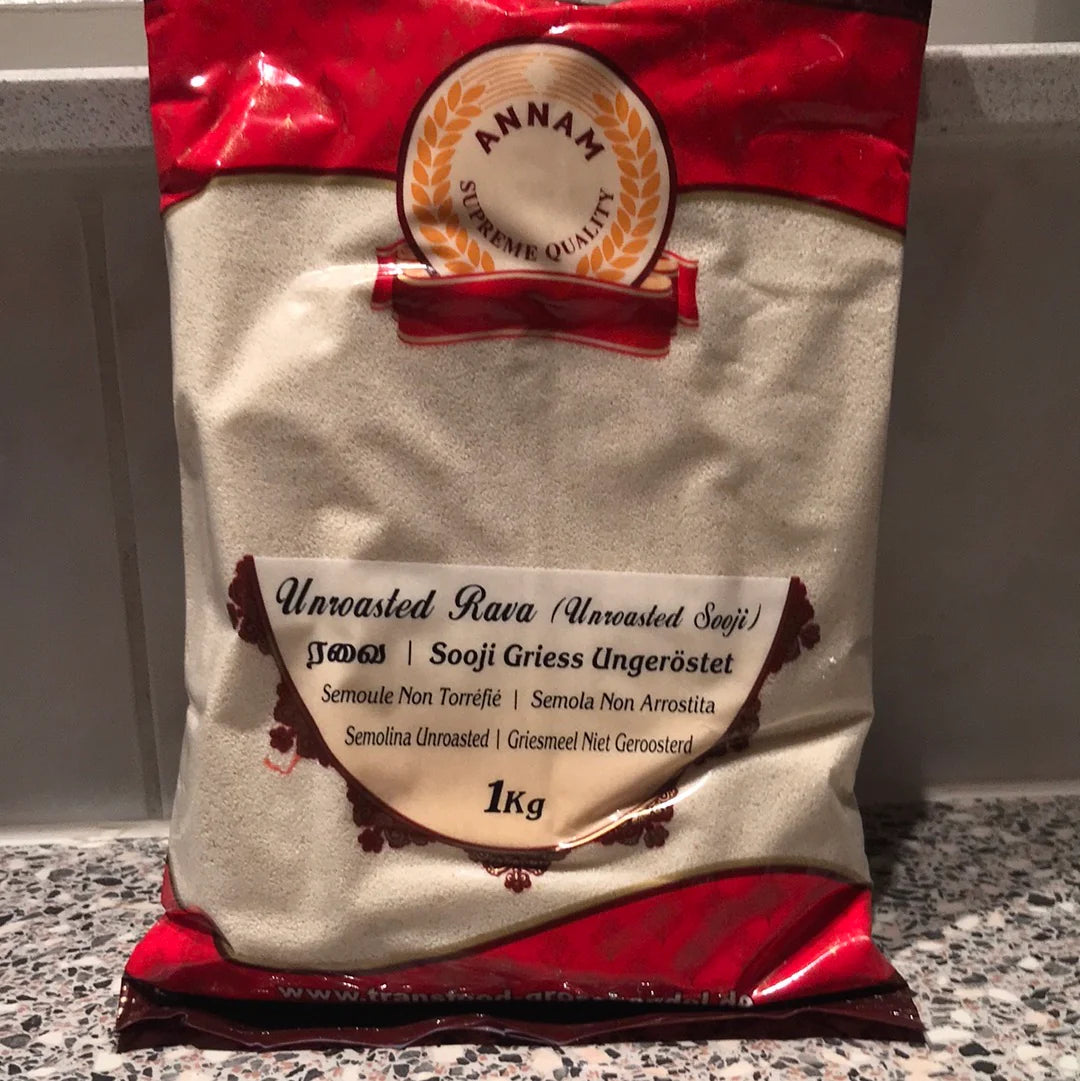 ANNAM
SUPREME QUALITY
Unroasted Rava (Unroasted Sooji)
ரவை | Sooji Griess Ungeröstet
Semoule Non Torréfié | Semola Non Arrostita
Semolina Unroasted | Griesmeel Niet Geroosterd
1Kg